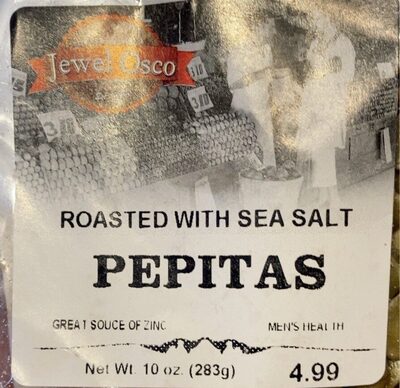 Jewel Osco
ROASTED WITH SEA SALT
PEPITAS
GREAT SOUCE OF ZINC
MEN'S HEALTH
Net Wt. 10 oz. (283g)
4.99